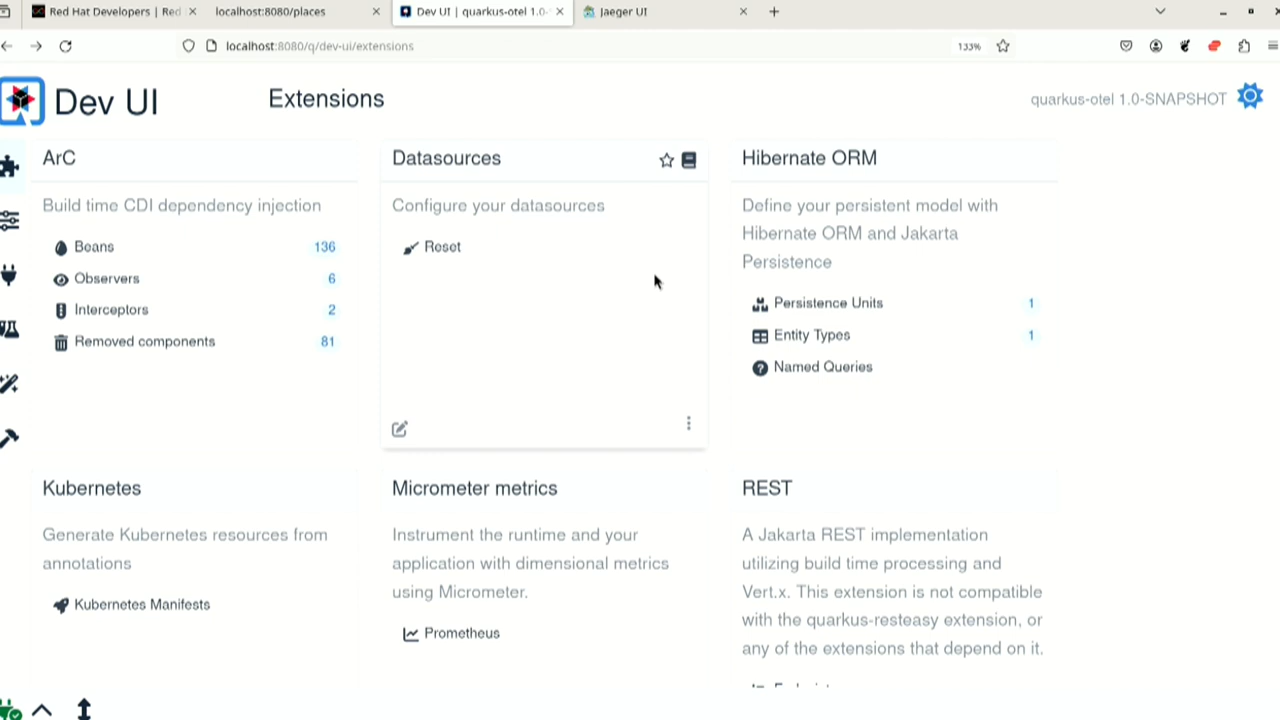 Red Hat Developers | Red
localhost:8080/places
Dev UI | quarkus-otel 1.0-
Jaeger UI
localhost:8080/q/dev-ui/extensions
133%
Dev UI
Extensions
quarkus-otel 1.0-SNAPSHOT
ArC
Build time CDI dependency injection
Beans 136
Observers 6
Interceptors 2
Removed components 81
Datasources
Configure your datasources
Reset
Hibernate ORM
Define your persistent model with
Hibernate ORM and Jakarta
Persistence
Persistence Units 1
Entity Types 1
Named Queries
Kubernetes
Generate Kubernetes resources from
annotations
Kubernetes Manifests
Micrometer metrics
Instrument the runtime and your
application with dimensional metrics
using Micrometer.
Prometheus
REST
A Jakarta REST implementation
utilizing build time processing and
Vert.x. This extension is not compatible
with the quarkus-resteasy extension, or
any of the extensions that depend on it.